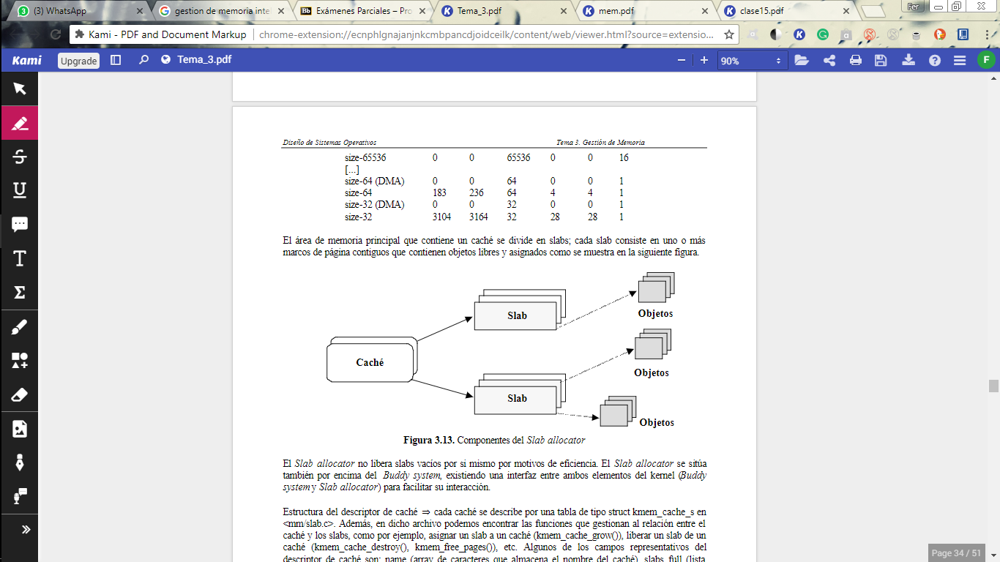 (3) WhatsApp
gestion de memoria inte
Exámenes Parciales – Pro
Tema_3.pdf
mem.pdf
clase15.pdf
Fer
Kami - PDF and Document Markup
chrome-extension://ecnphlgnajanjnkcmbpancdjoidceilk/content/web/viewer.html?source=extensio...
Kami
Upgrade
Tema_3.pdf
90%
F
Diseño de Sistemas Operativos Tema 3. Gestión de Memoria
size-65536 0 0 65536 0 0 16
[...]
size-64 (DMA) 0 0 64 0 0 1
size-64 183 236 64 4 4 1
size-32 (DMA) 0 0 32 0 0 1
size-32 3104 3164 32 28 28 1
El área de memoria principal que contiene un caché se divide en slabs; cada slab consiste en uno o más
marcos de página contiguos que contienen objetos libres y asignados como se muestra en la siguiente figura.
Slab
Objetos
Caché
Objetos
Slab
Objetos
Figura 3.13. Componentes del Slab allocator
El Slab allocator no libera slabs vacíos por si mismo por motivos de eficiencia. El Slab allocator se sitúa
también por encima del Buddy system, existiendo una interfaz entre ambos elementos del kernel (Buddy
system y Slab allocator) para facilitar su interacción.
Estructura del descriptor de caché ⇒ cada caché se describe por una tabla de tipo struct kmem_cache_s en
<mm/slab.c>. Además, en dicho archivo podemos encontrar las funciones que gestionan al relación entre el
caché y los slabs, como por ejemplo, asignar un slab a un caché (kmem_cache_grow()), liberar un slab de un
caché (kmem_cache_destroy(), kmem_free_pages()), etc. Algunos de los campos representativos del
descriptor de caché son: name (array de caracteres que almacena el nombre del caché), slabs_full (lista
Page 34 / 51